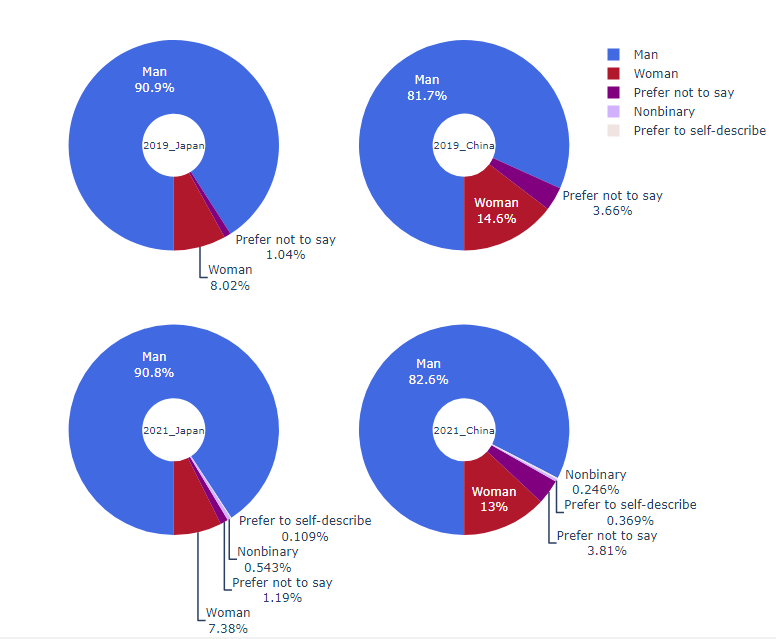 Man
90.9%
2019_Japan
Prefer not to say
1.04%
Woman
8.02%
Man
81.7%
2019_China
Prefer not to say
3.66%
Woman
14.6%
Man
Woman
Prefer not to say
Nonbinary
Prefer to self-describe
Man
90.8%
2021_Japan
Prefer to self-describe
0.109%
Nonbinary
0.543%
Prefer not to say
1.19%
Woman
7.38%
Man
82.6%
2021_China
Nonbinary
0.246%
Prefer to self-describe
0.369%
Prefer not to say
3.81%
Woman
13%